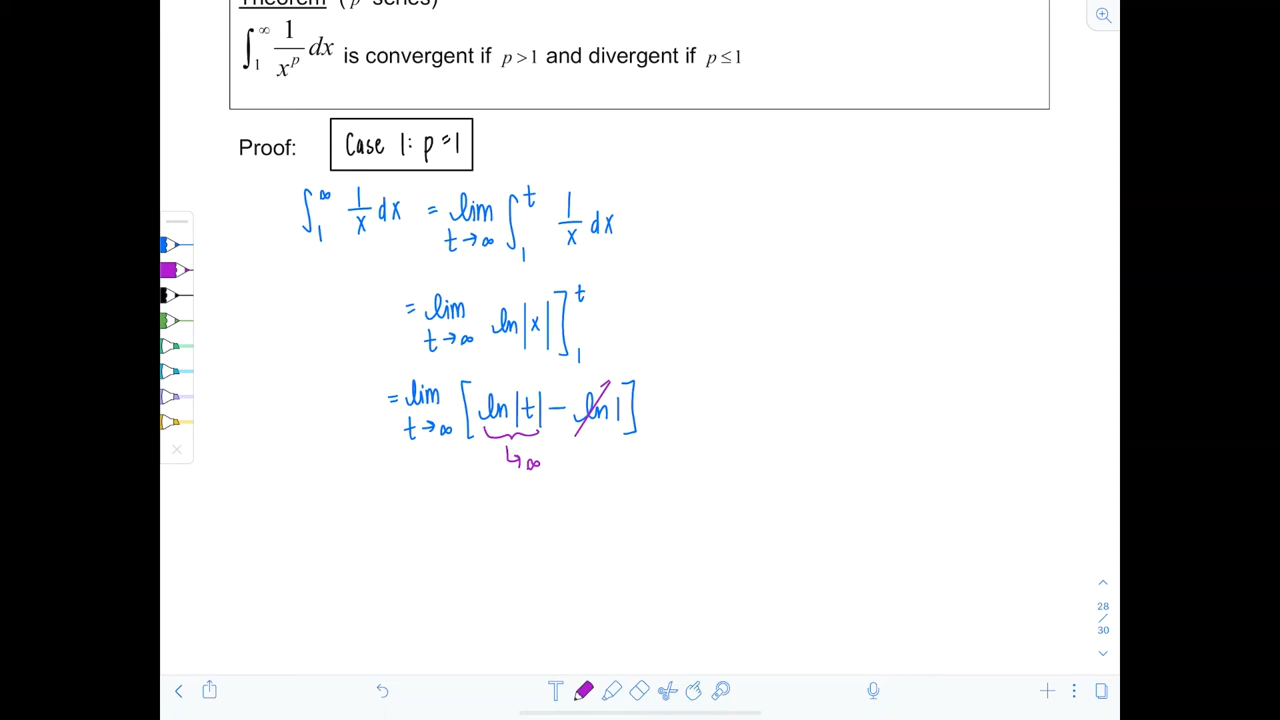 Theorem (p series)
∫₁^∞ 1/x^p dx is convergent if p > 1 and divergent if p ≤ 1
Proof: Case 1: p = 1
∫₁^∞ 1/x dx = lim t→∞ ∫₁^t 1/x dx
= lim t→∞ ln|x| ]₁^t
= lim t→∞ [ ln|t| − ln 1 ]
↳ ∞
28
/
30
T